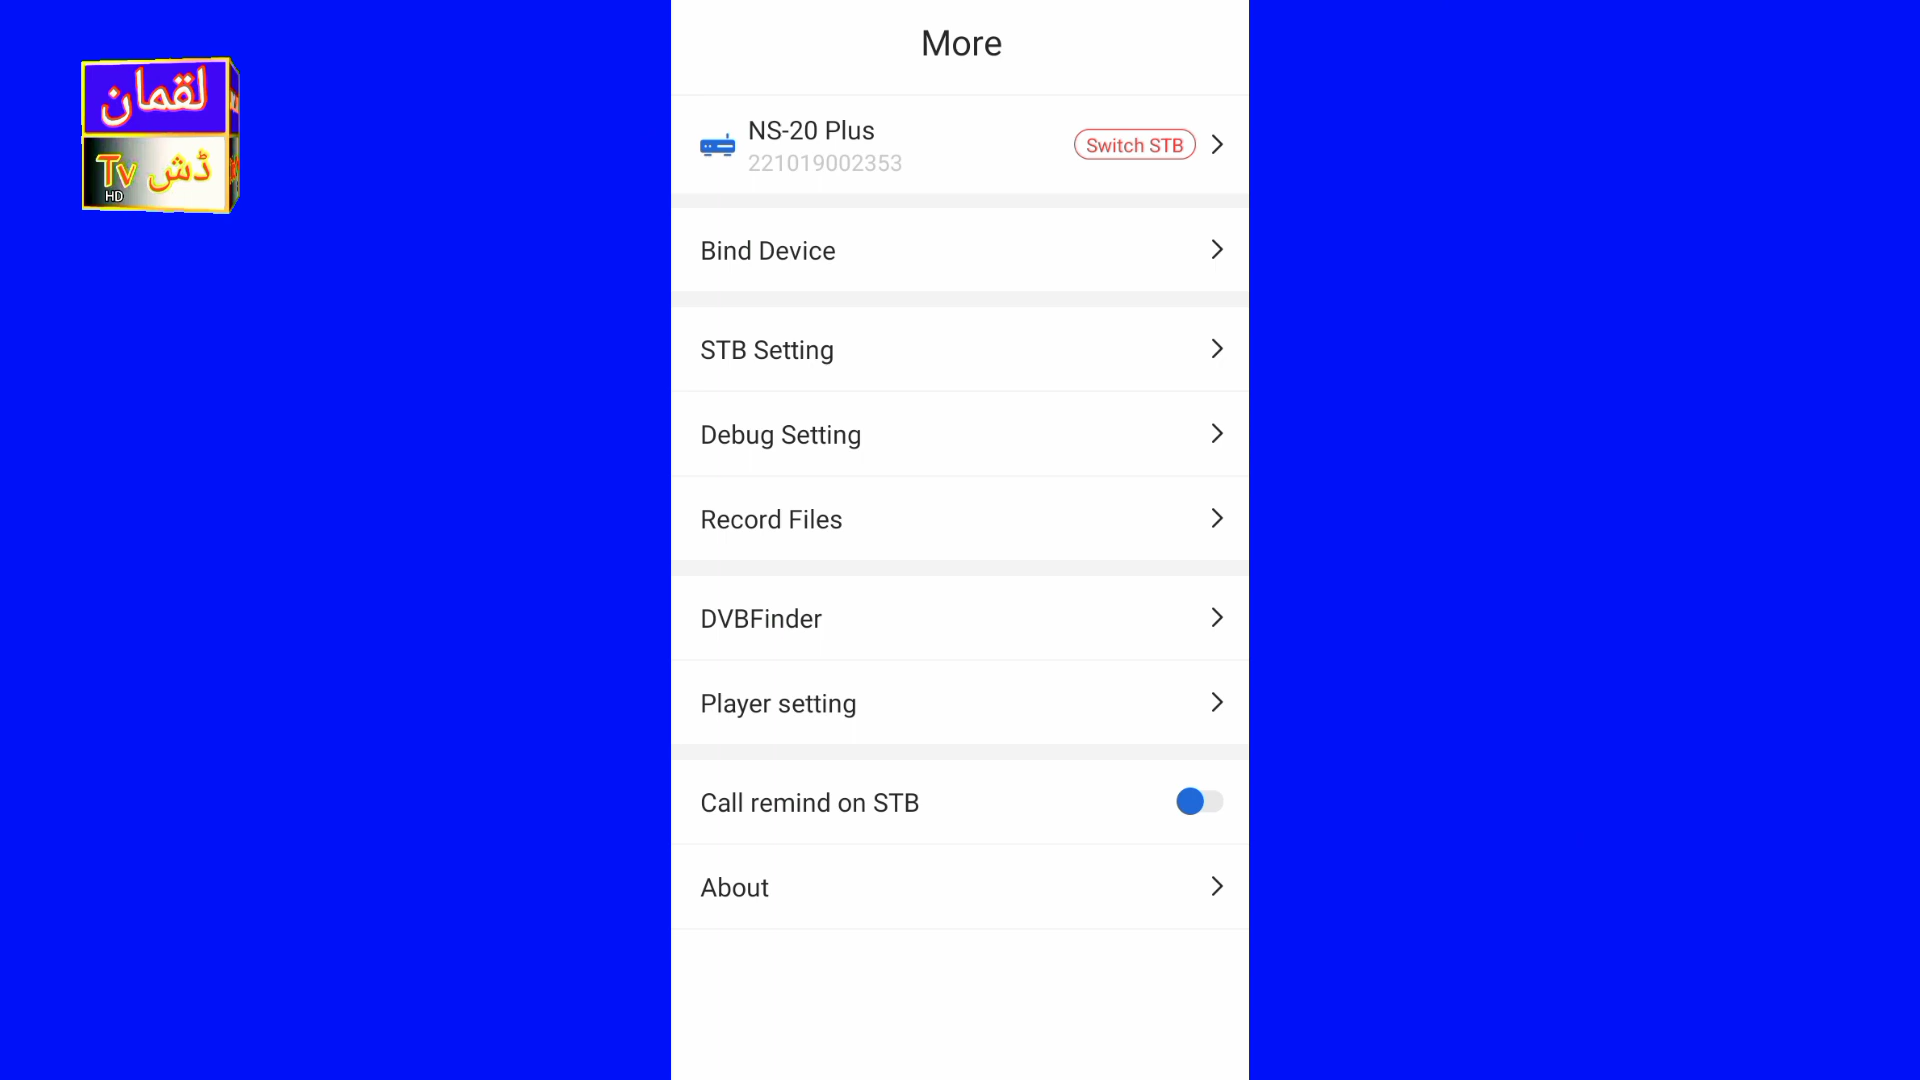 لقمان
ڈش Tv
HD
More
NS-20 Plus
221019002353
Switch STB
Bind Device
STB Setting
Debug Setting
Record Files
DVBFinder
Player setting
Call remind on STB
About